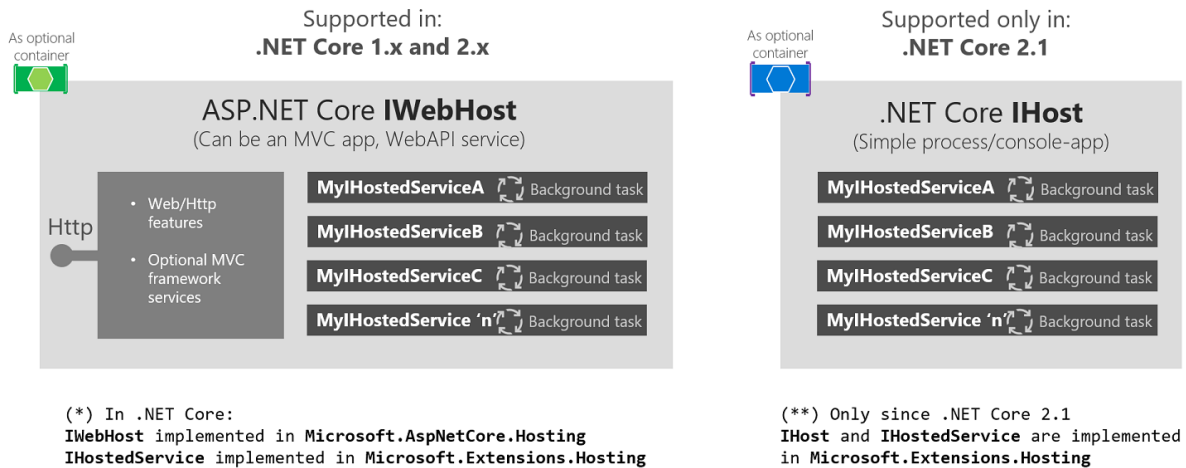 Supported in:
.NET Core 1.x and 2.x
As optional
container
ASP.NET Core IWebHost
(Can be an MVC app, WebAPI service)
Http
• Web/Http
features
• Optional MVC
framework
services
MyIHostedServiceA Background task
MyIHostedServiceB Background task
MyIHostedServiceC Background task
MyIHostedService ‘n’ Background task
(*) In .NET Core:
IWebHost implemented in Microsoft.AspNetCore.Hosting
IHostedService implemented in Microsoft.Extensions.Hosting
Supported only in:
.NET Core 2.1
As optional
container
.NET Core IHost
(Simple process/console-app)
MyIHostedServiceA Background task
MyIHostedServiceB Background task
MyIHostedServiceC Background task
MyIHostedService ‘n’ Background task
(**) Only since .NET Core 2.1
IHost and IHostedService are implemented
in Microsoft.Extensions.Hosting